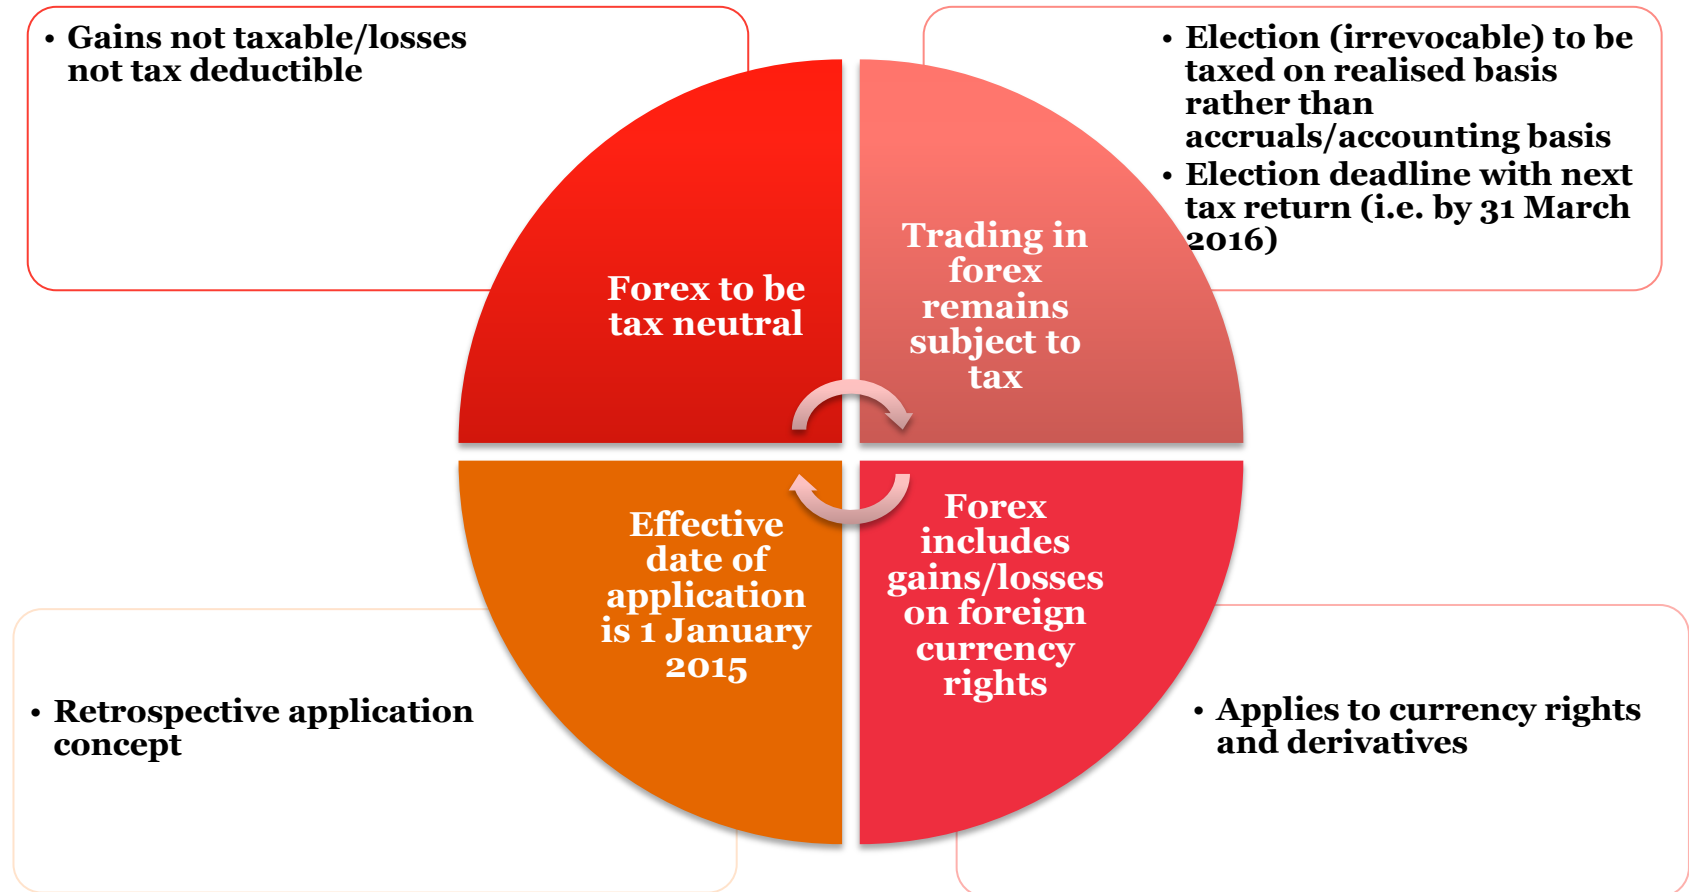 • Gains not taxable/losses
not tax deductible
• Election (irrevocable) to be
taxed on realised basis
rather than
accruals/accounting basis
• Election deadline with next
tax return (i.e. by 31 March
2016)
Forex to be
tax neutral
Trading in
forex
remains
subject to
tax
Effective
date of
application
is 1 January
2015
Forex
includes
gains/losses
on foreign
currency
rights
• Retrospective application
concept
• Applies to currency rights
and derivatives